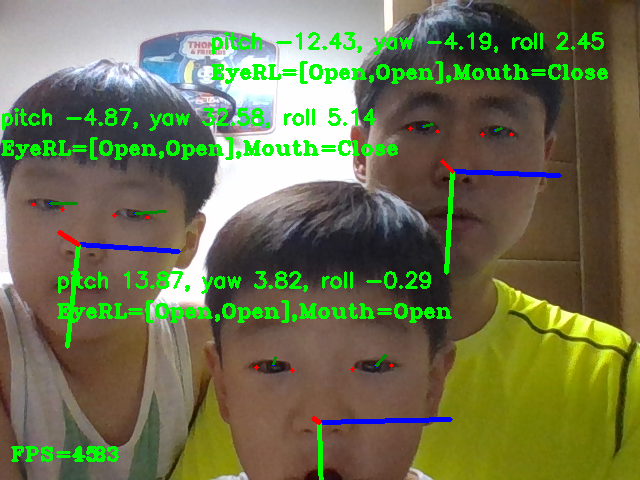 THOMAS
& FRIENDS
pitch -12.43, yaw -4.19, roll 2.45
EyeRL=[Open,Open],Mouth=Close
pitch -4.87, yaw 32.58, roll 5.14
EyeRL=[Open,Open],Mouth=Close
pitch 13.87, yaw 3.82, roll -0.29
EyeRL=[Open,Open],Mouth=Open